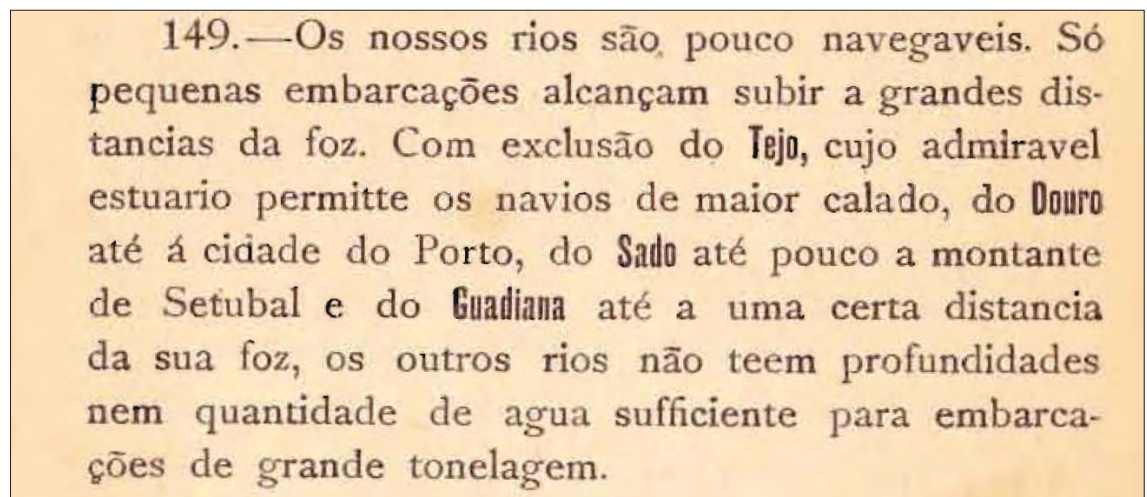 149.—Os nossos rios são pouco navegaveis. Só
pequenas embarcações alcançam subir a grandes dis-
tancias da foz. Com exclusão do Tejo, cujo admiravel
estuario permitte os navios de maior calado, do Douro
até á cidade do Porto, do Sado até pouco a montante
de Setubal e do Guadiana até a uma certa distancia
da sua foz, os outros rios não teem profundidades
nem quantidade de agua sufficiente para embarca-
ções de grande tonelagem.